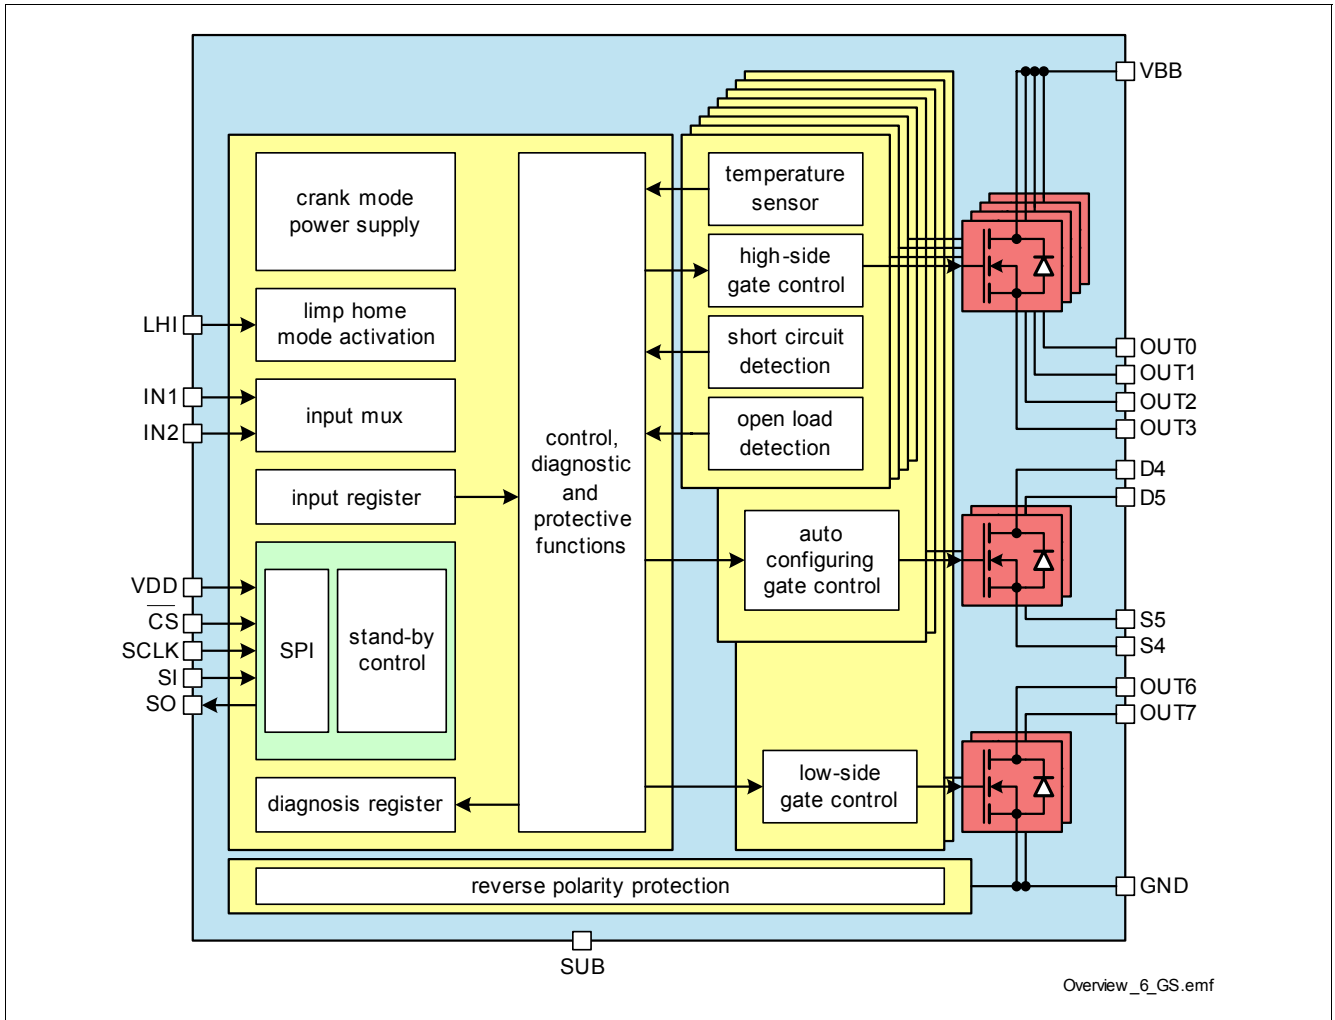 VBB
temperature
sensor
crank mode
power supply
high-side
gate control
LHI
limp home
mode activation
short circuit
detection
OUT0
OUT1
OUT2
OUT3
IN1
IN2
input mux
open load
detection
control,
diagnostic
and
protective
functions
D4
D5
input register
auto
configuring
gate control
VDD
CS
SCLK
SI
SO
SPI
stand-by
control
S5
S4
OUT6
OUT7
low-side
gate control
diagnosis register
reverse polarity protection
GND
SUB
Overview_6_GS.emf